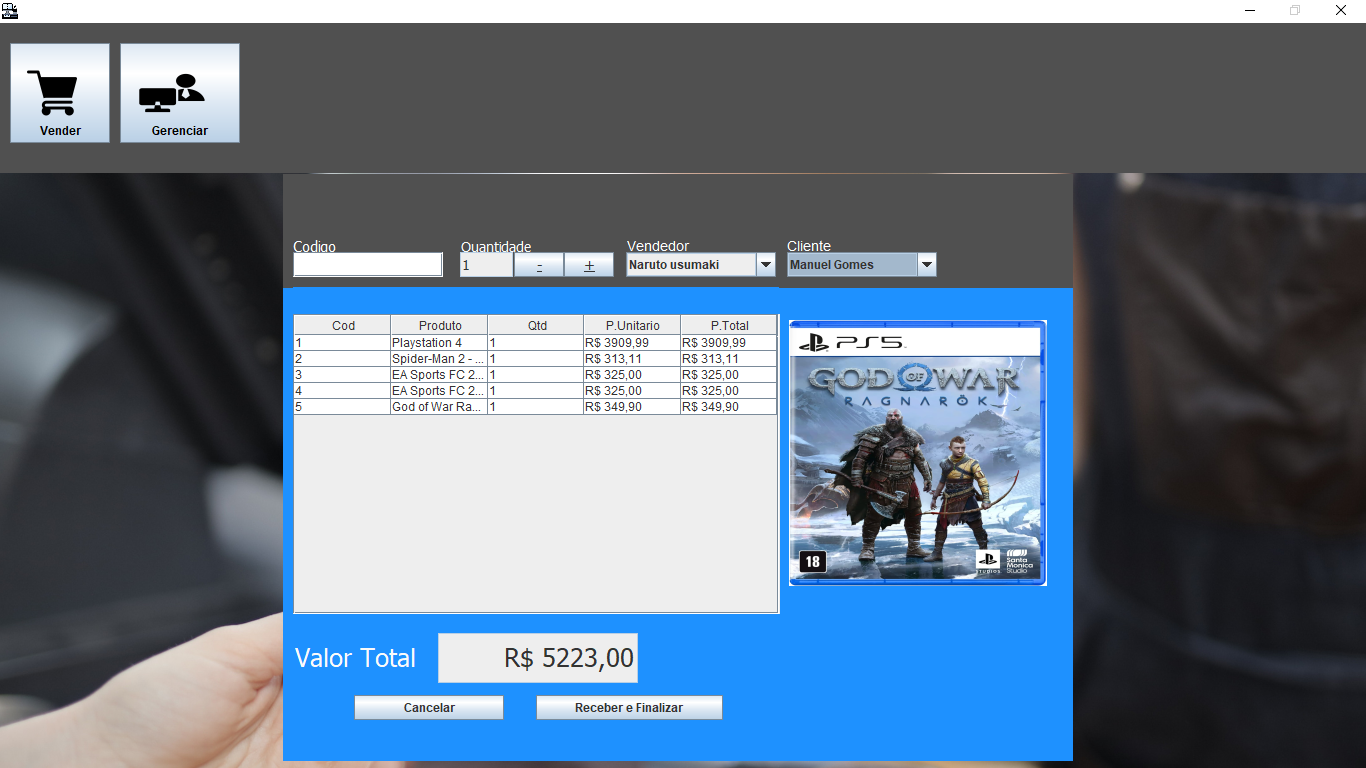 Vender
Gerenciar
Codigo
Quantidade
Vendedor
Cliente
1
-
+
Naruto usumaki
Manuel Gomes
Cod Produto Qtd P.Unitario P.Total
1 Playstation 4 1 R$ 3909,99 R$ 3909,99
2 Spider-Man 2 - ... 1 R$ 313,11 R$ 313,11
3 EA Sports FC 2... 1 R$ 325,00 R$ 325,00
4 EA Sports FC 2... 1 R$ 325,00 R$ 325,00
5 God of War Ra... 1 R$ 349,90 R$ 349,90
PS5
GOD OF WAR
RAGNARÖK
18
STUDIOS
Santa
Monica
Studio
Valor Total
R$ 5223,00
Cancelar
Receber e Finalizar